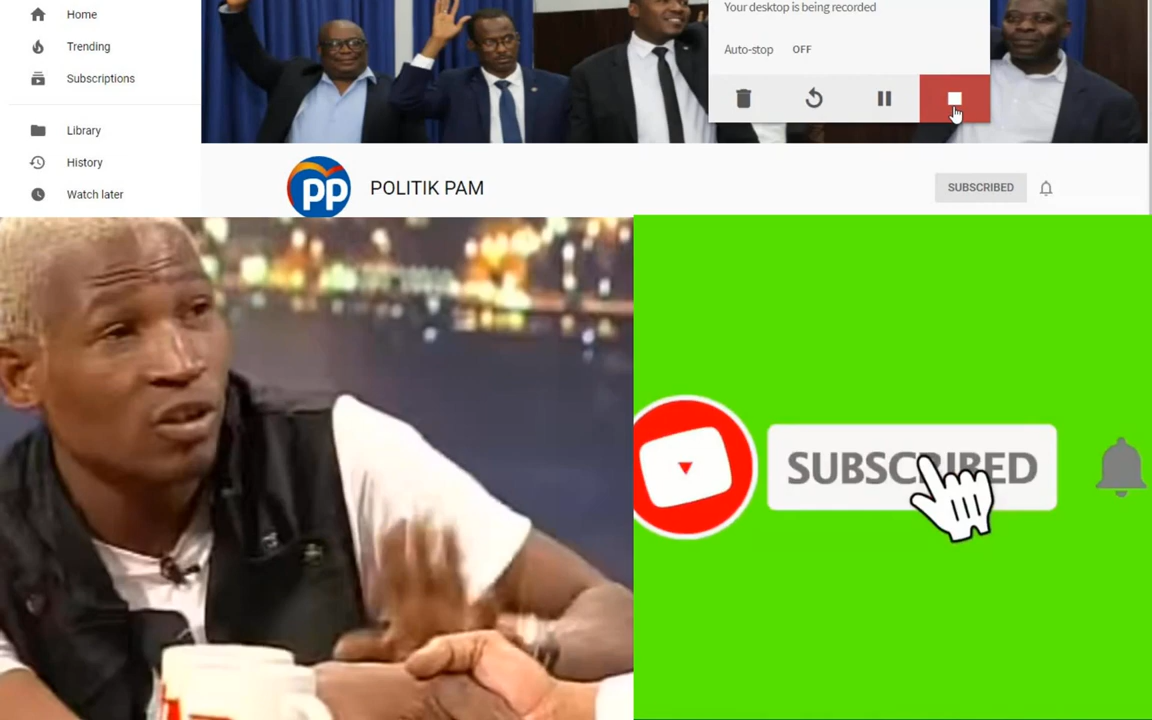 Home
Trending
Subscriptions
Library
History
Watch later
Your desktop is being recorded
Auto-stop OFF
pp
POLITIK PAM
SUBSCRIBED
SUBSCRIBED